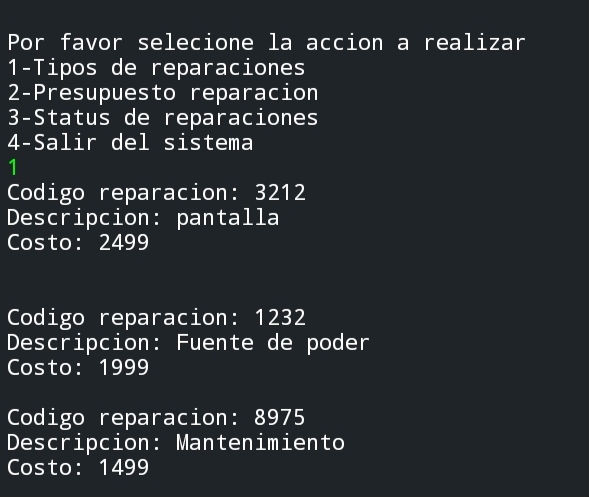 Por favor selecione la accion a realizar
1-Tipos de reparaciones
2-Presupuesto reparacion
3-Status de reparaciones
4-Salir del sistema
1
Codigo reparacion: 3212
Descripcion: pantalla
Costo: 2499
Codigo reparacion: 1232
Descripcion: Fuente de poder
Costo: 1999
Codigo reparacion: 8975
Descripcion: Mantenimiento
Costo: 1499